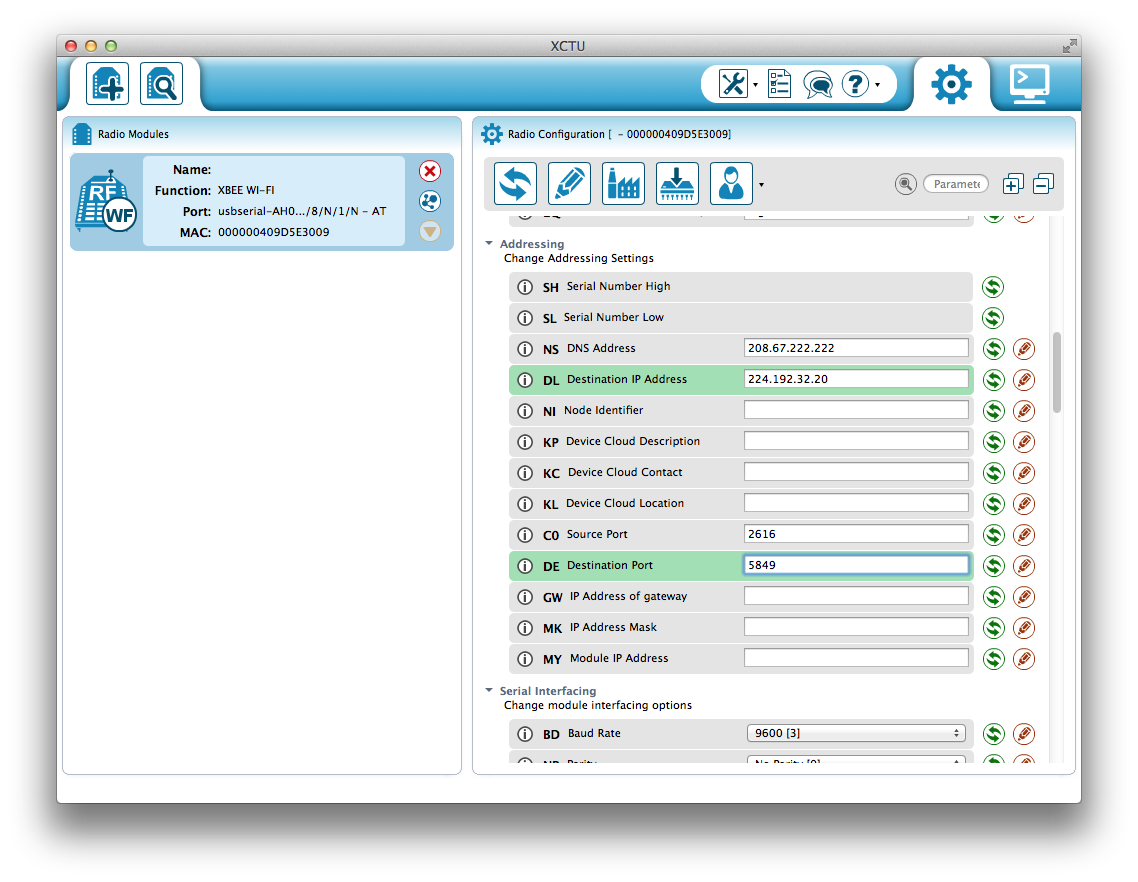 XCTU
Radio Modules
RF
WF
Name:
Function: XBEE WI-FI
Port: usbserial-AH0.../8/N/1/N - AT
MAC: 000000409D5E3009
Radio Configuration [ - 000000409D5E3009]
Paramete
Addressing
Change Addressing Settings
SH Serial Number High
SL Serial Number Low
NS DNS Address 208.67.222.222
DL Destination IP Address 224.192.32.20
NI Node Identifier
KP Device Cloud Description
KC Device Cloud Contact
KL Device Cloud Location
C0 Source Port 2616
DE Destination Port 5849
GW IP Address of gateway
MK IP Address Mask
MY Module IP Address
Serial Interfacing
Change module interfacing options
BD Baud Rate 9600 [3]